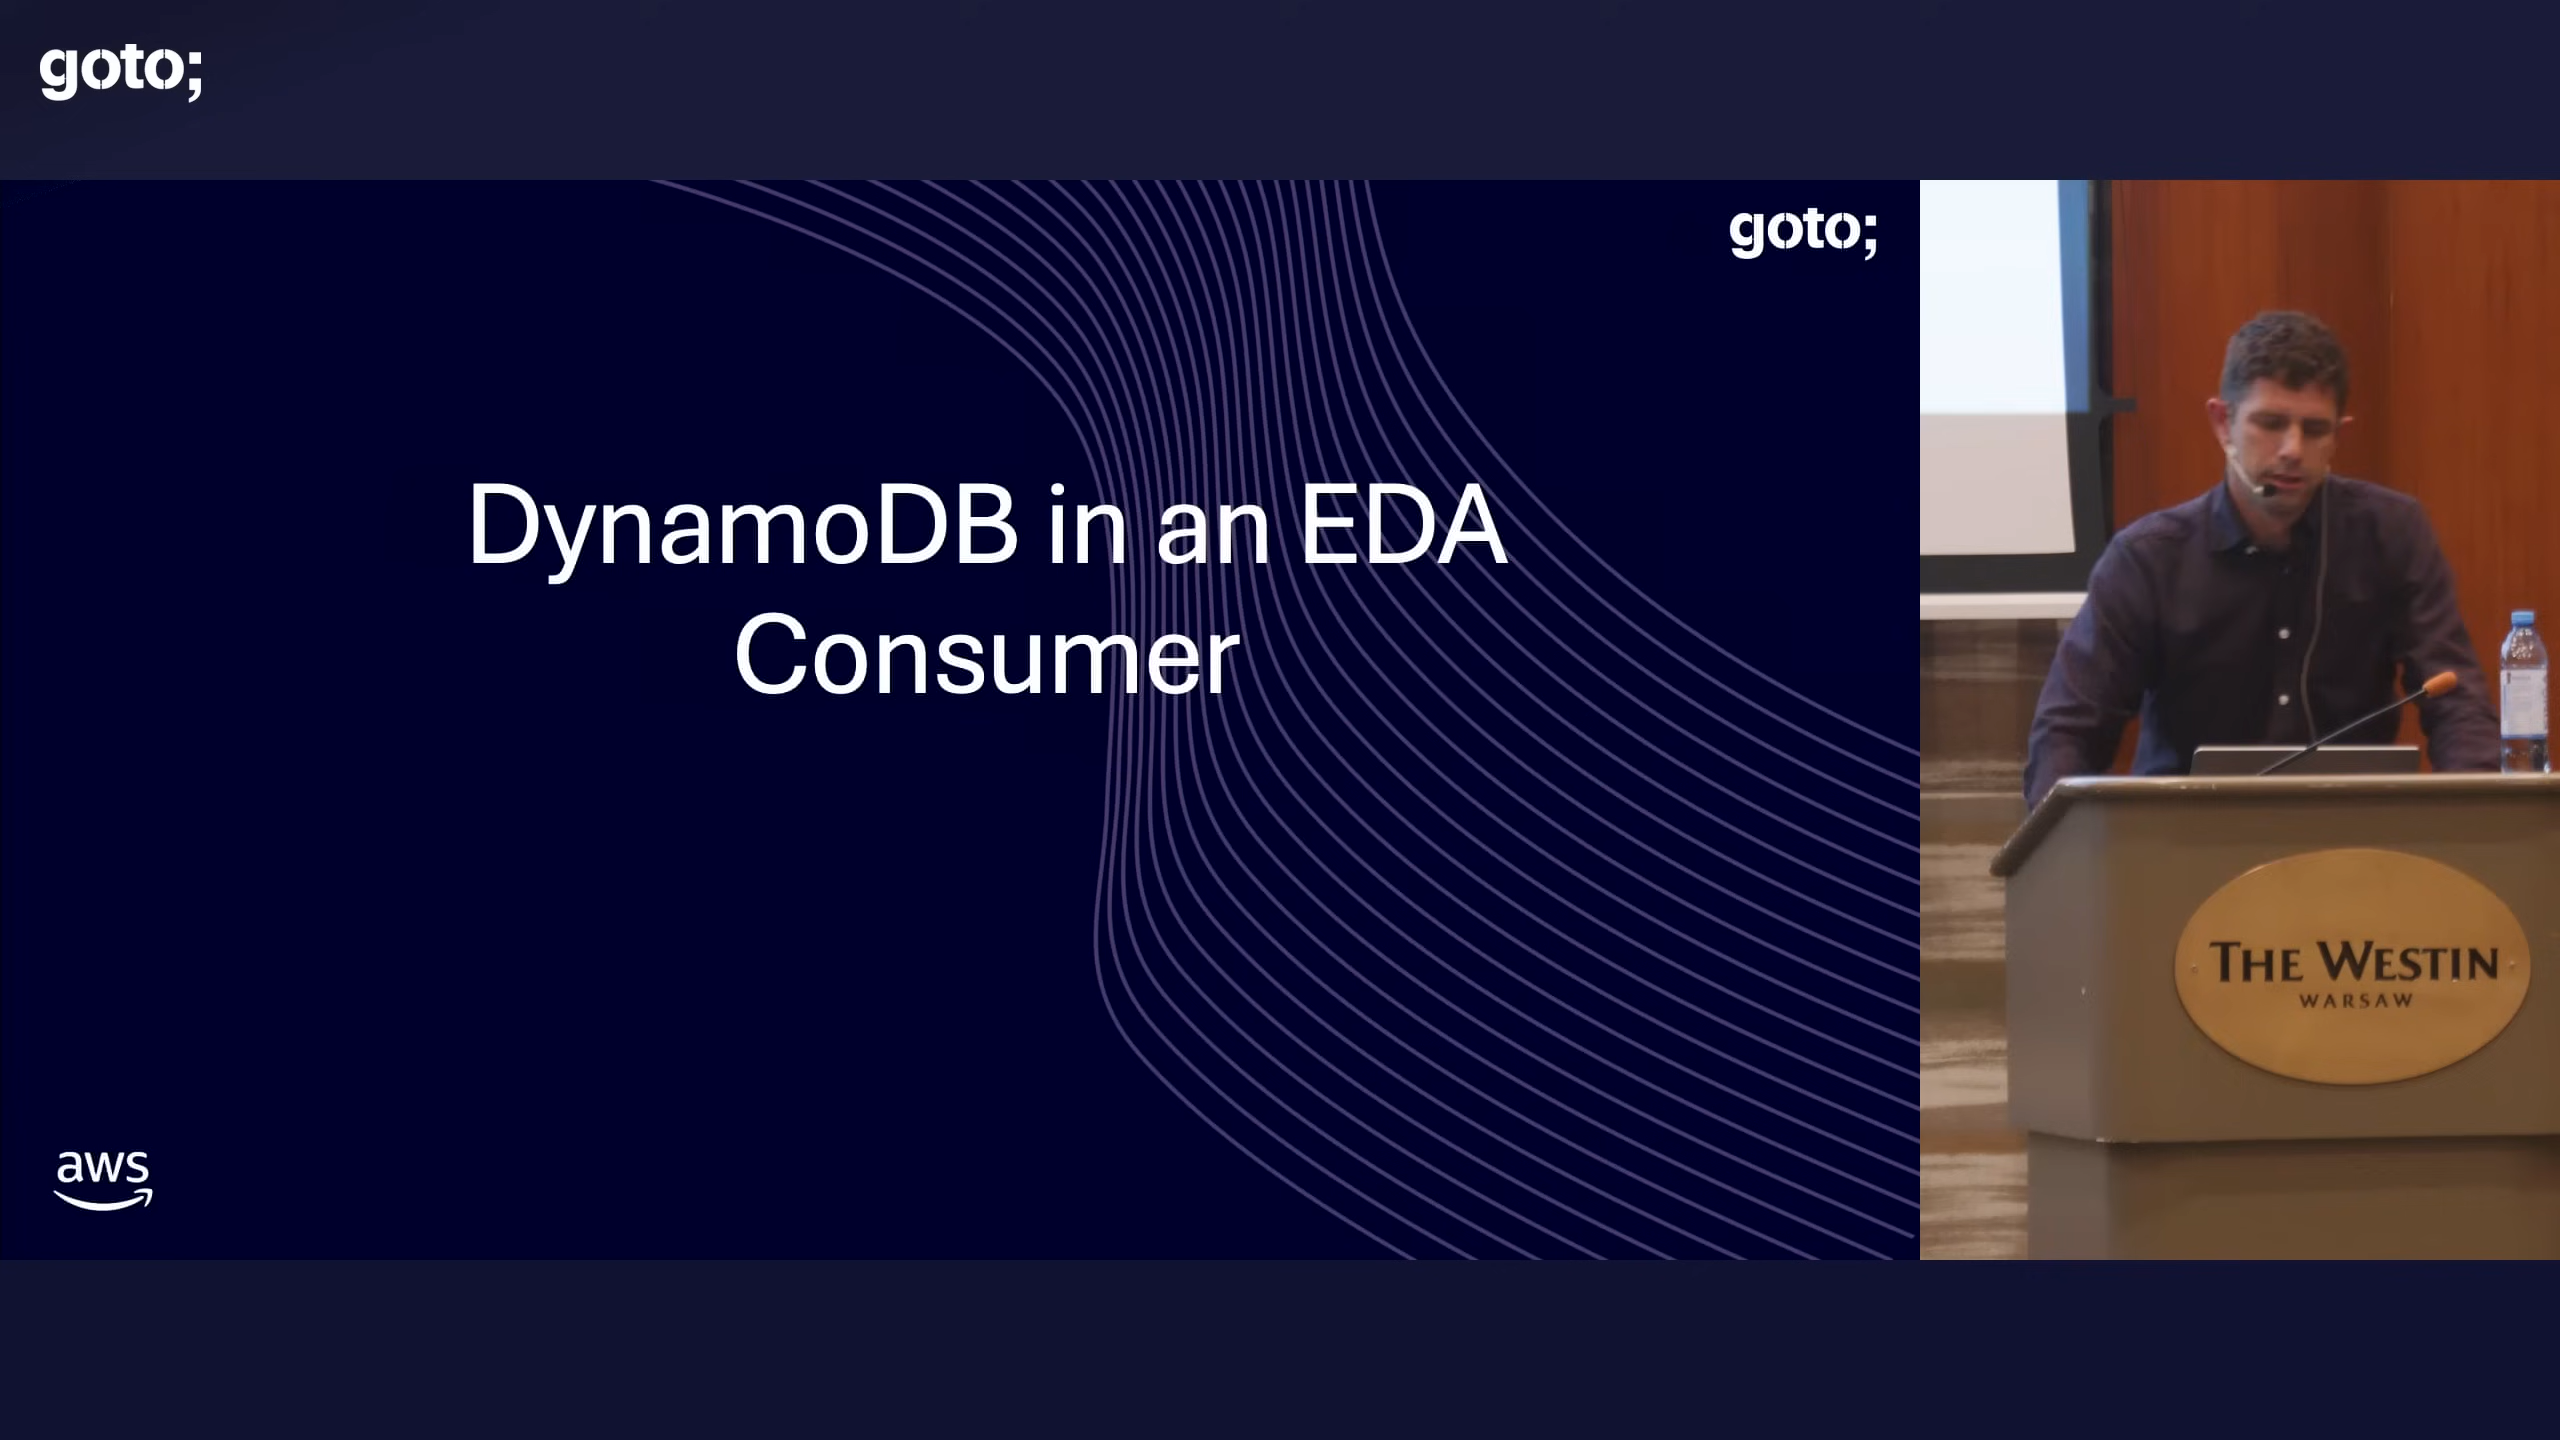 goto;
goto;
DynamoDB in an EDA
Consumer
aws
THE WESTIN
WARSAW